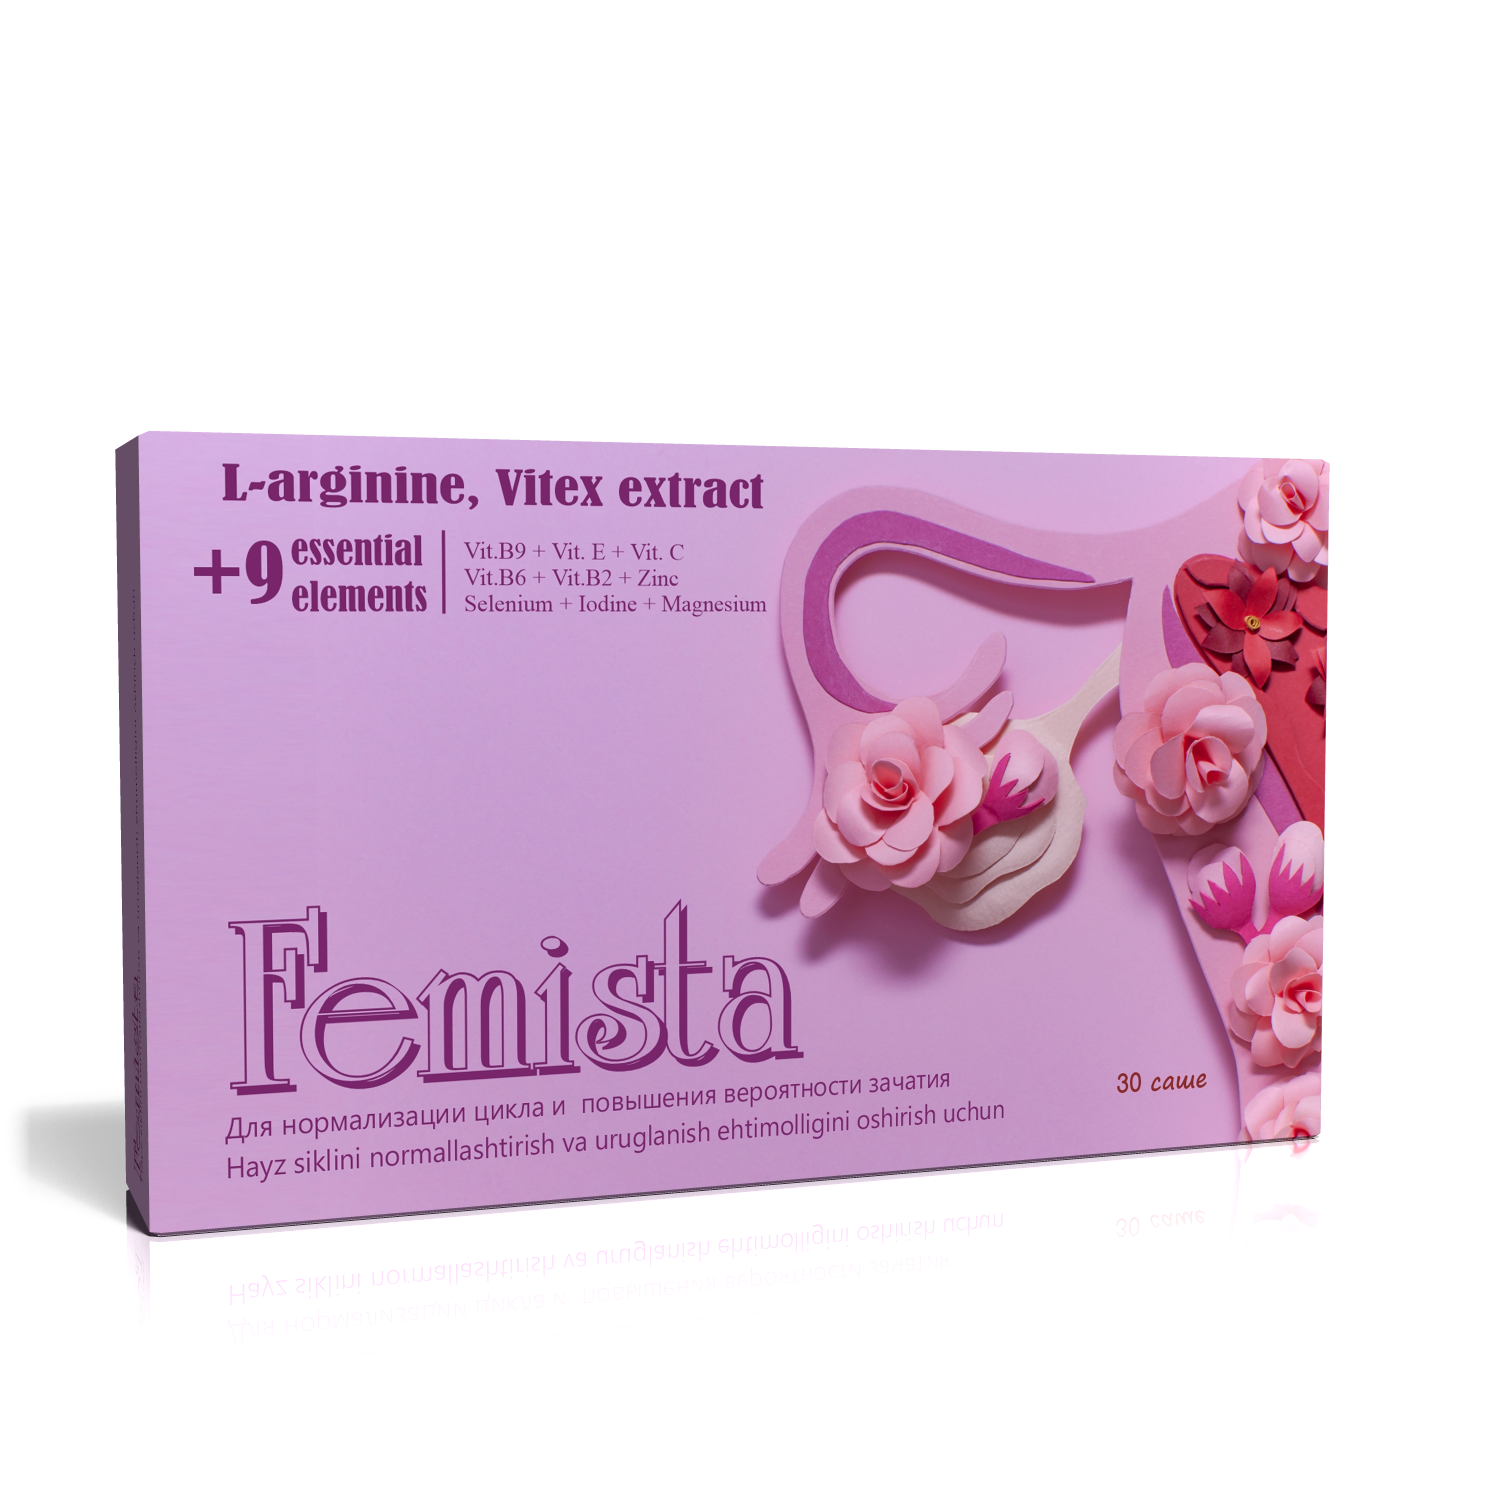 L-arginine, Vitex extract
+9 essential elements
Vit.B9 + Vit. E + Vit. C
Vit.B6 + Vit.B2 + Zinc
Selenium + Iodine + Magnesium
Femista
Для нормализации цикла и повышения вероятности зачатия
Hayz siklini normallashtirish va uruglanish ehtimolligini oshirish uchun
30 саше